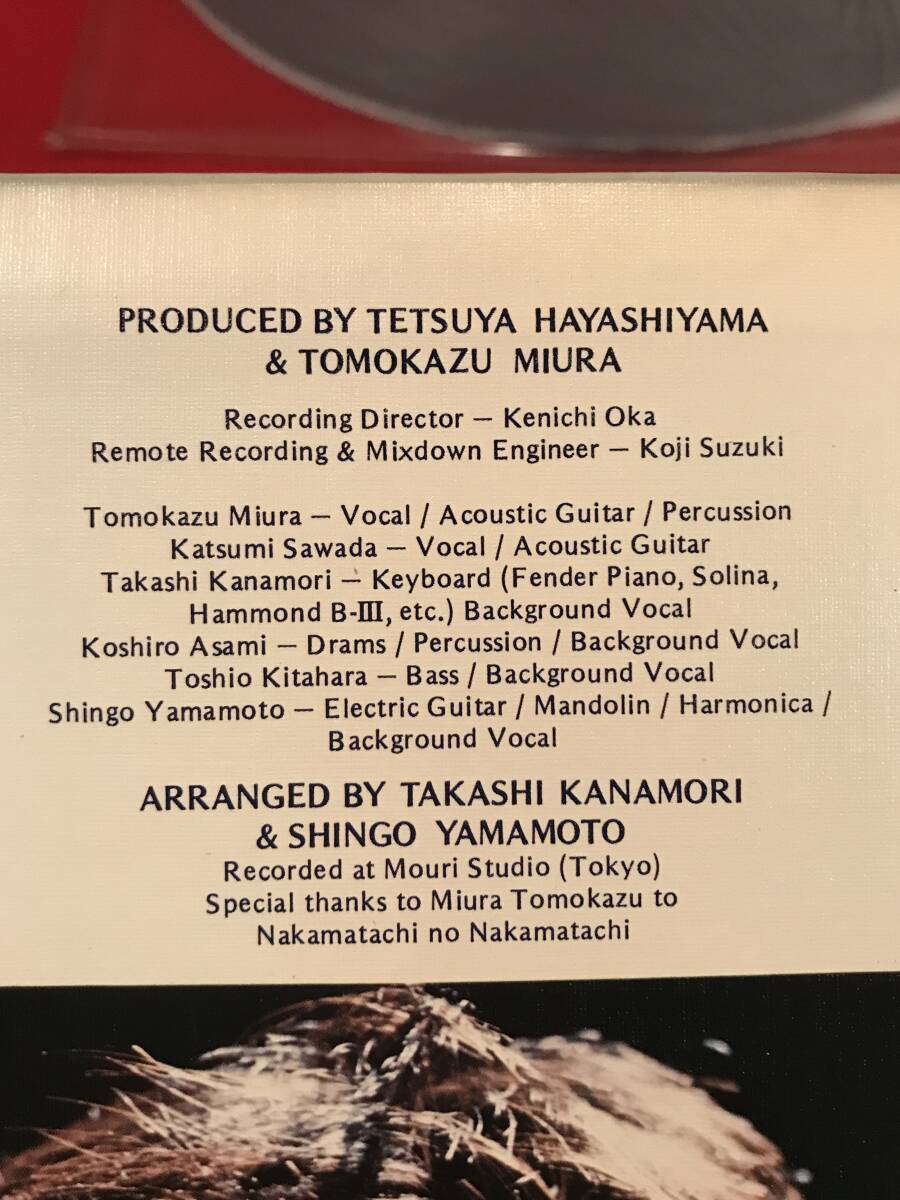 PRODUCED BY TETSUYA HAYASHIYAMA
& TOMOKAZU MIURA
Recording Director — Kenichi Oka
Remote Recording & Mixdown Engineer — Koji Suzuki
Tomokazu Miura — Vocal / Acoustic Guitar / Percussion
Katsumi Sawada — Vocal / Acoustic Guitar
Takashi Kanamori — Keyboard (Fender Piano, Solina,
Hammond B-III, etc.) Background Vocal
Koshiro Asami — Drams / Percussion / Background Vocal
Toshio Kitahara — Bass / Background Vocal
Shingo Yamamoto — Electric Guitar / Mandolin / Harmonica /
Background Vocal
ARRANGED BY TAKASHI KANAMORI
& SHINGO YAMAMOTO
Recorded at Mouri Studio (Tokyo)
Special thanks to Miura Tomokazu to
Nakamatachi no Nakamatachi